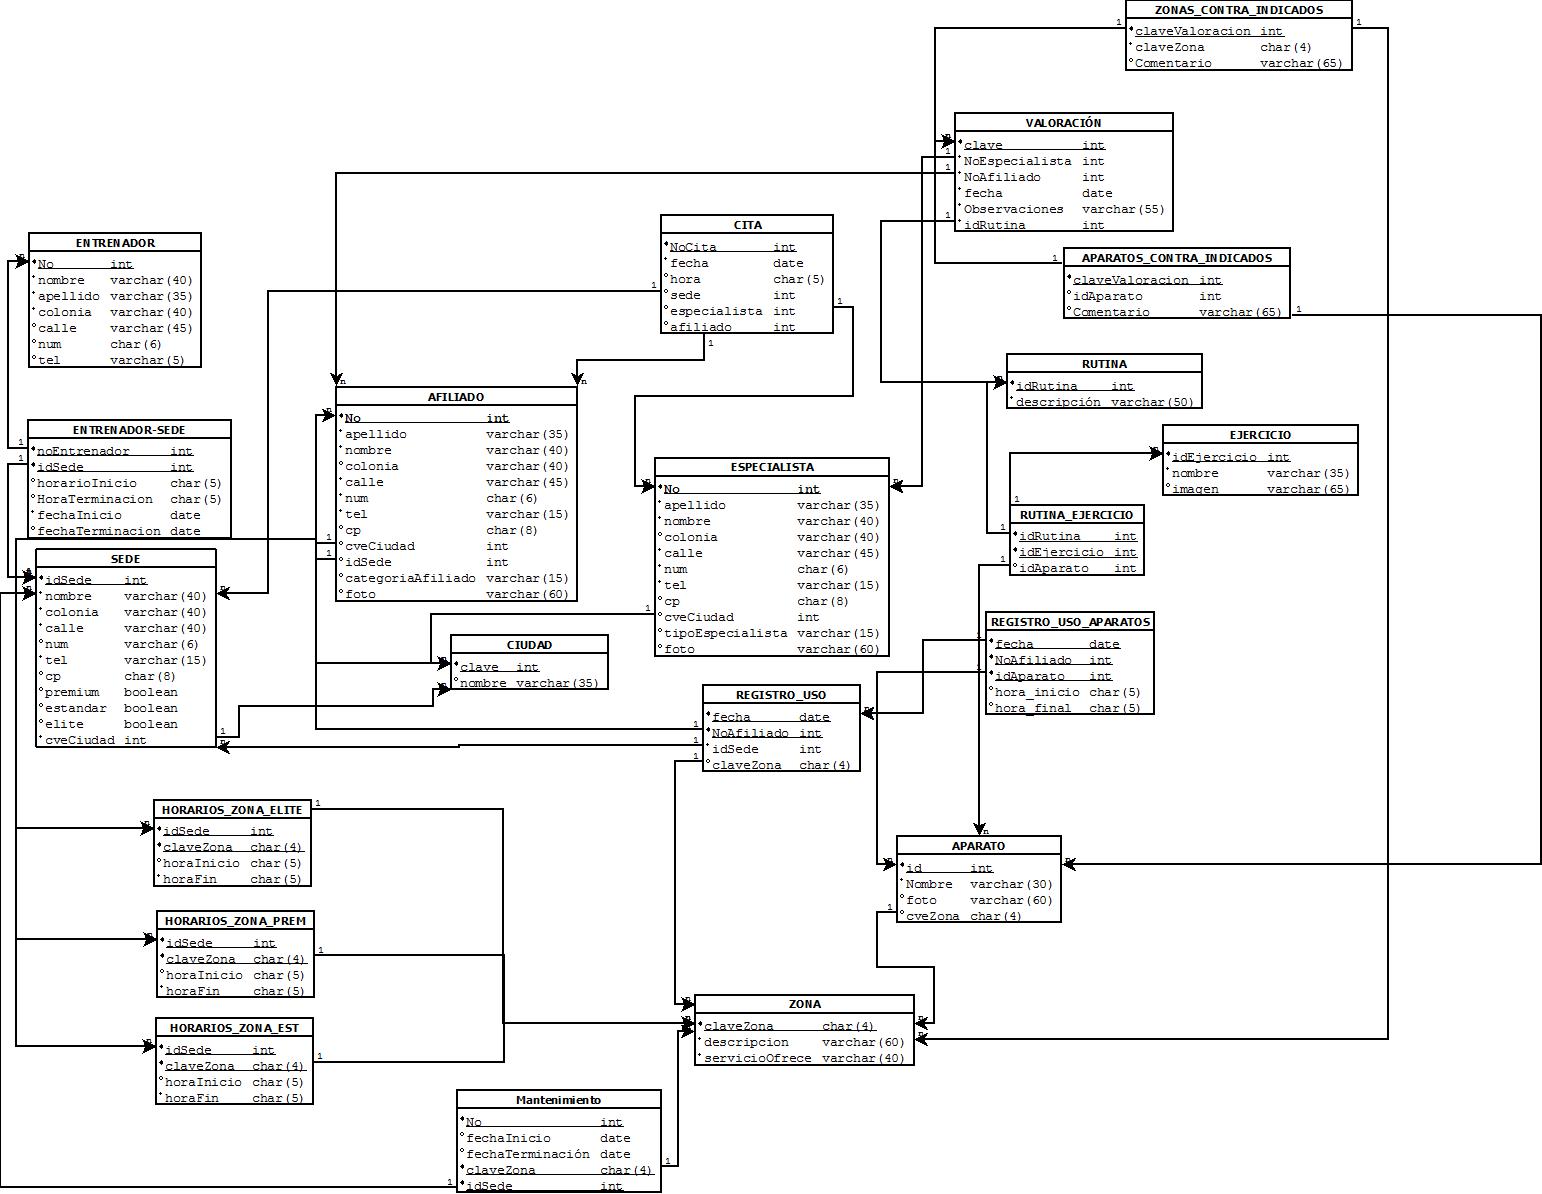 ZONAS_CONTRA_INDICADOS
claveValoracion int
claveZona char(4)
Comentario varchar(65)
VALORACIÓN
clave int
NoEspecialista int
NoAfiliado int
fecha date
Observaciones varchar(55)
idRutina int
CITA
NoCita int
fecha date
hora char(5)
sede int
especialista int
afiliado int
ENTRENADOR
No int
nombre varchar(40)
apellido varchar(35)
colonia varchar(40)
calle varchar(45)
num char(6)
tel varchar(5)
APARATOS_CONTRA_INDICADOS
claveValoracion int
idAparato int
Comentario varchar(65)
RUTINA
idRutina int
descripción varchar(50)
AFILIADO
No int
apellido varchar(35)
nombre varchar(40)
colonia varchar(40)
calle varchar(45)
num char(6)
tel varchar(15)
cp char(8)
cveCiudad int
idSede int
categoriaAfiliado varchar(15)
foto varchar(60)
ENTRENADOR-SEDE
noEntrenador int
idSede int
horarioInicio char(5)
HoraTerminacion char(5)
fechaInicio date
fechaTerminacion date
EJERCICIO
idEjercicio int
nombre varchar(35)
imagen varchar(65)
ESPECIALISTA
No int
apellido varchar(35)
nombre varchar(40)
colonia varchar(40)
calle varchar(45)
num char(6)
tel varchar(15)
cp char(8)
cveCiudad int
tipoEspecialista varchar(15)
foto varchar(60)
RUTINA_EJERCICIO
idRutina int
idEjercicio int
idAparato int
SEDE
idSede int
nombre varchar(40)
colonia varchar(40)
calle varchar(40)
num varchar(6)
tel varchar(15)
cp char(8)
premium boolean
estandar boolean
elite boolean
cveCiudad int
REGISTRO_USO_APARATOS
fecha date
NoAfiliado int
idAparato int
hora_inicio char(5)
hora_final char(5)
CIUDAD
clave int
nombre varchar(35)
REGISTRO_USO
fecha date
NoAfiliado int
idSede int
claveZona char(4)
HORARIOS_ZONA_ELITE
idSede int
claveZona char(4)
horaInicio char(5)
horaFin char(5)
APARATO
id int
Nombre varchar(30)
foto varchar(60)
cveZona char(4)
HORARIOS_ZONA_PREM
idSede int
claveZona char(4)
horaInicio char(5)
horaFin char(5)
ZONA
claveZona char(4)
descripcion varchar(60)
servicioOfrece varchar(40)
HORARIOS_ZONA_EST
idSede int
claveZona char(4)
horaInicio char(5)
horaFin char(5)
Mantenimiento
No int
fechaInicio date
fechaTerminación date
claveZona char(4)
idSede int